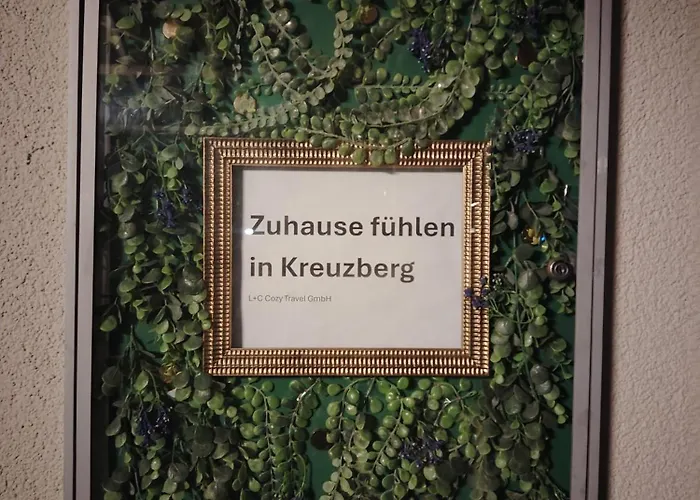 Zuhause fühlen
in Kreuzberg
L+C Cozy Travel GmbH